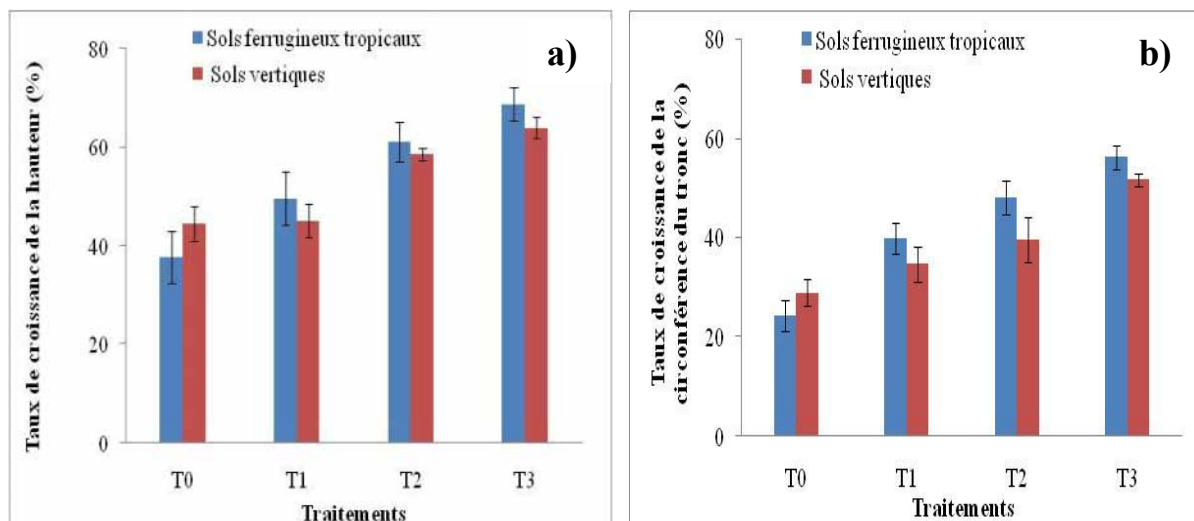 Taux de croissance de la hauteur (%)
80
60
40
20
0
Sols ferrugineux tropicaux
Sols vertiques
a)
T0 T1 T2 T3
Traitements
Taux de croissance de la
circonférence du tronc (%)
80
60
40
20
0
Sols ferrugineux tropicaux
Sols vertiques
b)
T0 T1 T2 T3
Traitements